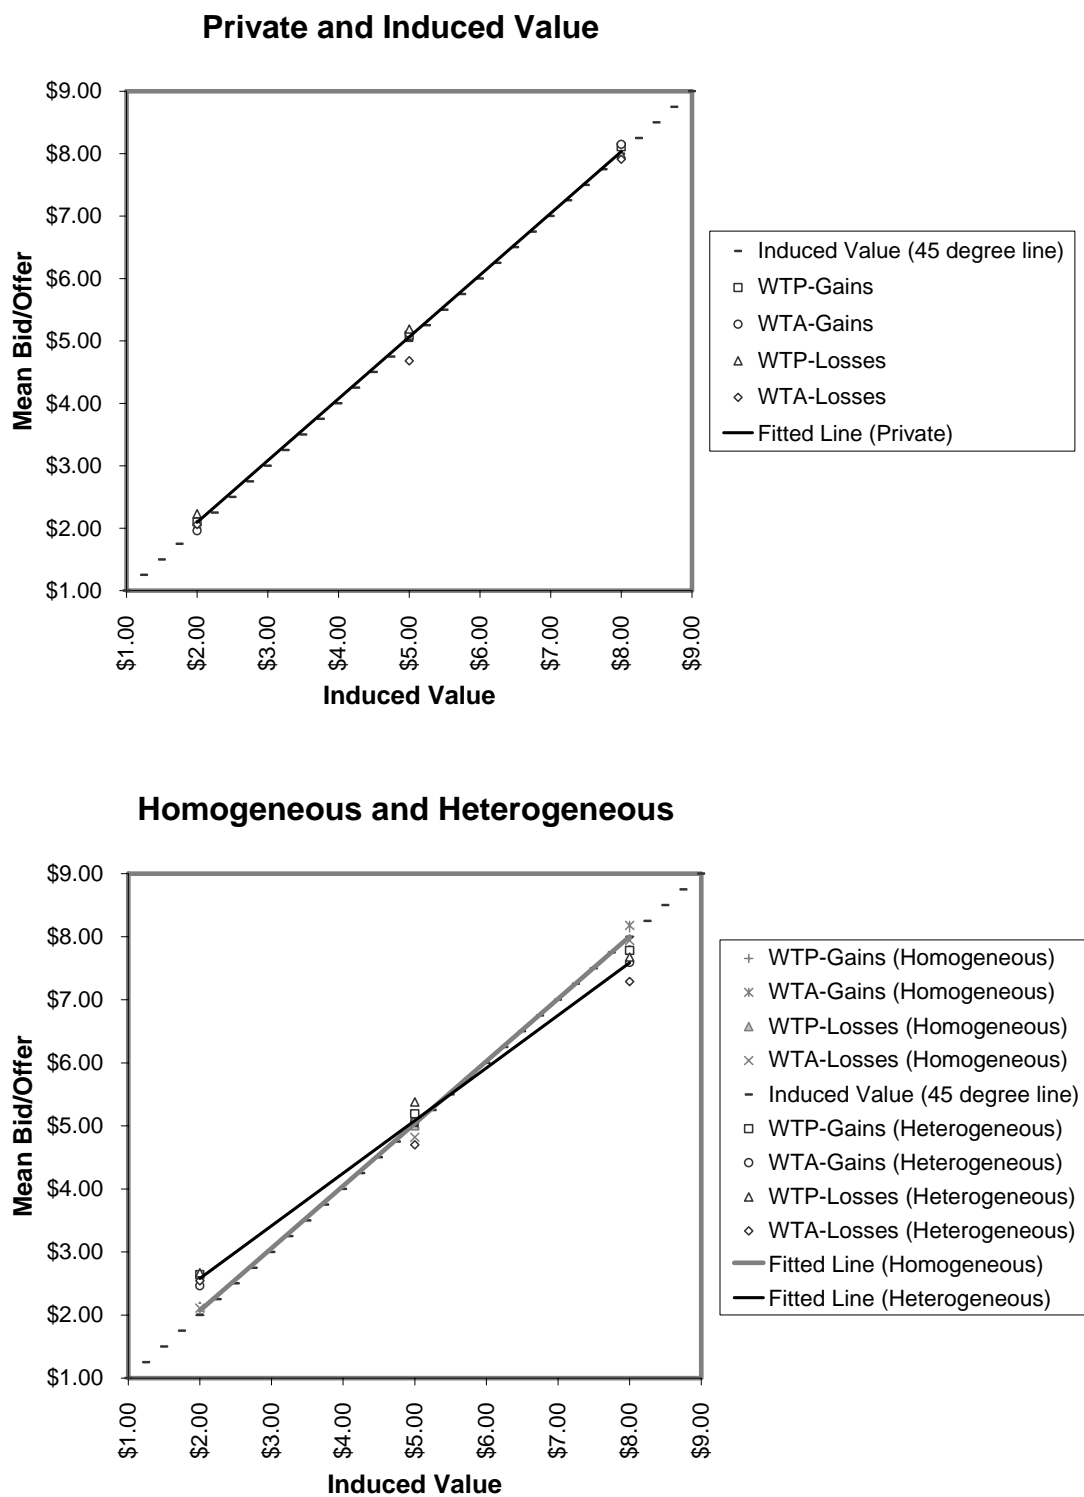 Private and Induced Value
$9.00
$8.00
$7.00
$6.00
$5.00
$4.00
$3.00
$2.00
$1.00
Mean Bid/Offer
$1.00
$2.00
$3.00
$4.00
$5.00
$6.00
$7.00
$8.00
$9.00
Induced Value
Induced Value (45 degree line)
WTP-Gains
WTA-Gains
WTP-Losses
WTA-Losses
Fitted Line (Private)
Homogeneous and Heterogeneous
$9.00
$8.00
$7.00
$6.00
$5.00
$4.00
$3.00
$2.00
$1.00
Mean Bid/Offer
$1.00
$2.00
$3.00
$4.00
$5.00
$6.00
$7.00
$8.00
$9.00
Induced Value
WTP-Gains (Homogeneous)
WTA-Gains (Homogeneous)
WTP-Losses (Homogeneous)
WTA-Losses (Homogeneous)
Induced Value (45 degree line)
WTP-Gains (Heterogeneous)
WTA-Gains (Heterogeneous)
WTP-Losses (Heterogeneous)
WTA-Losses (Heterogeneous)
Fitted Line (Homogeneous)
Fitted Line (Heterogeneous)